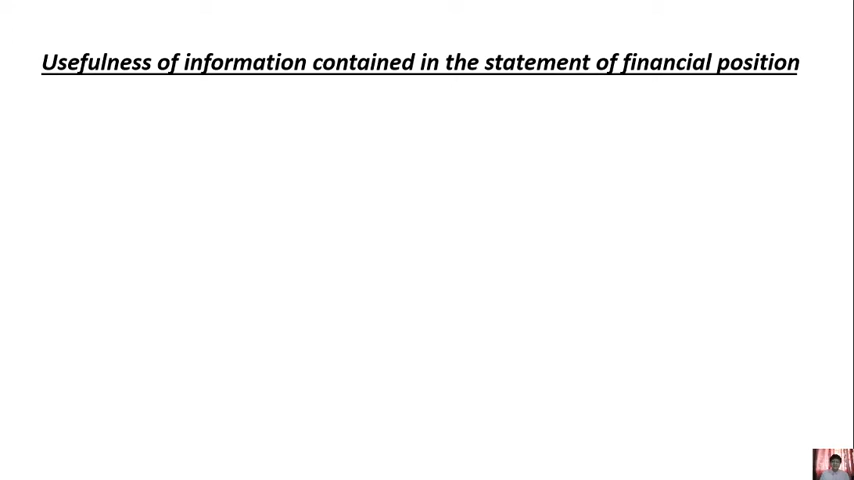 Usefulness of information contained in the statement of financial position